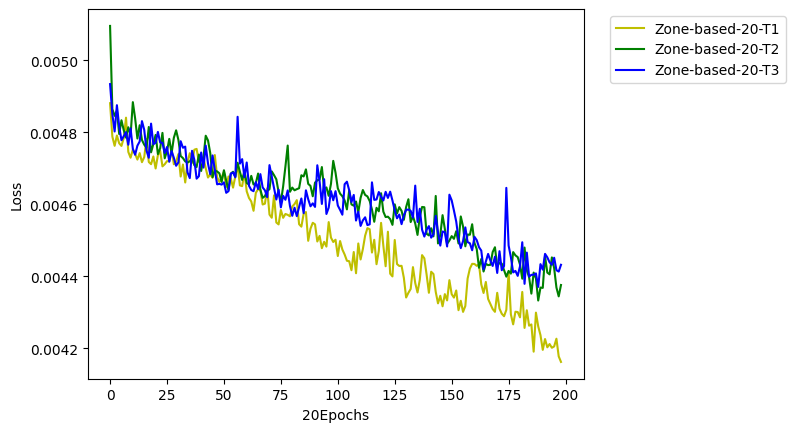 Zone-based-20-T1
Zone-based-20-T2
Zone-based-20-T3
0.0050
0.0048
0.0046
0.0044
0.0042
Loss
0 25 50 75 100 125 150 175 200
20Epochs